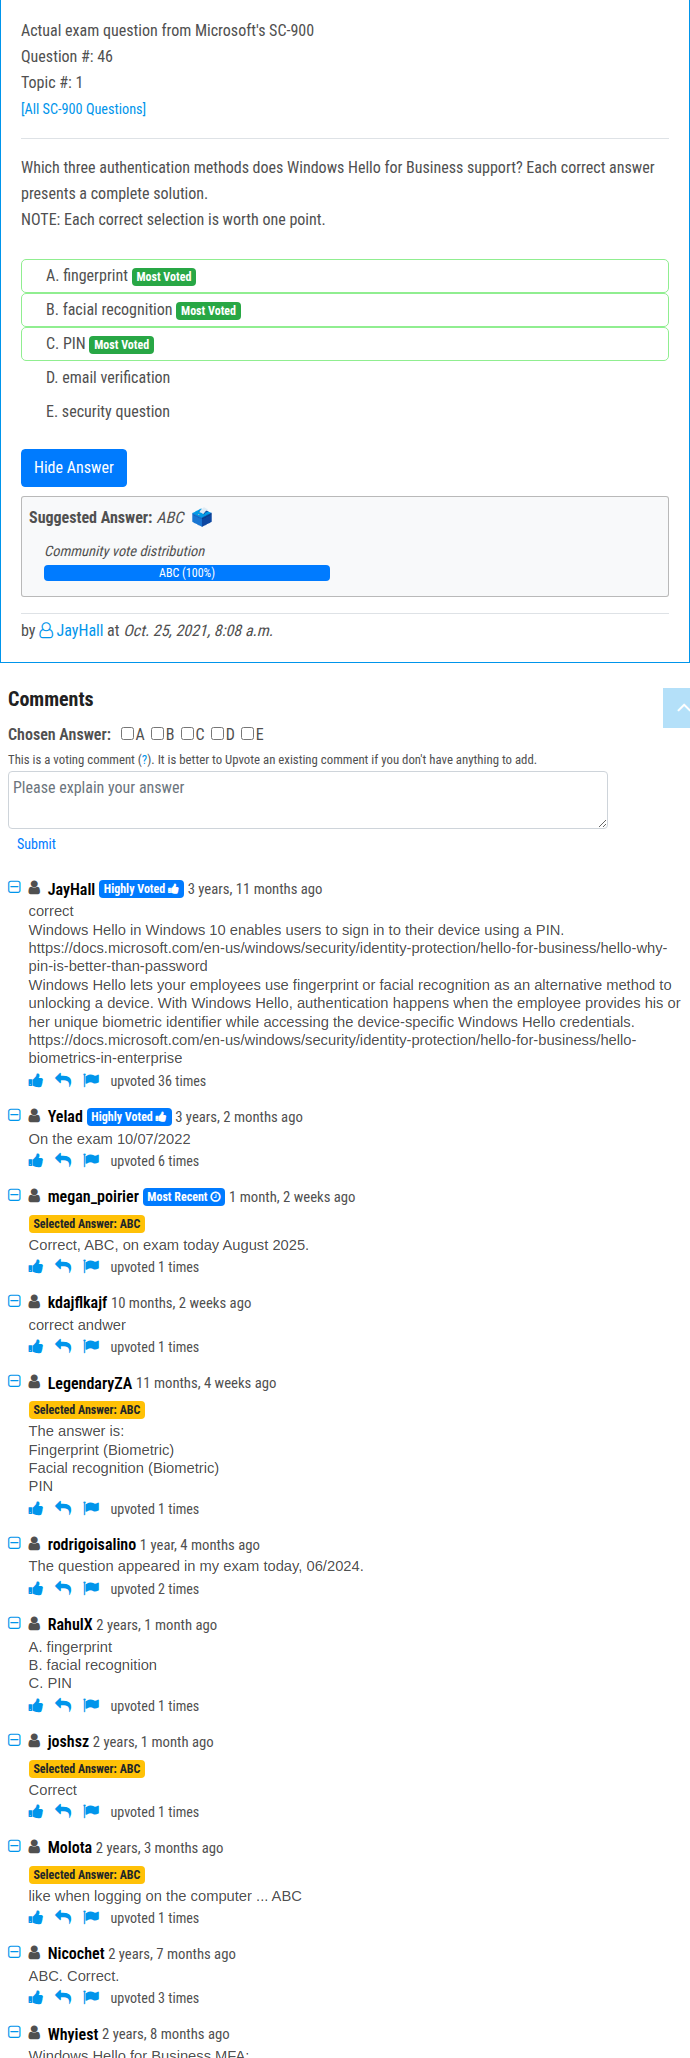 Actual exam question from Microsoft's SC-900
Question #: 46
Topic #: 1
[All SC-900 Questions]
Which three authentication methods does Windows Hello for Business support? Each correct answer
presents a complete solution.
NOTE: Each correct selection is worth one point.
A. fingerprint Most Voted
B. facial recognition Most Voted
C. PIN Most Voted
D. email verification
E. security question
Hide Answer
Suggested Answer: ABC
Community vote distribution
ABC (100%)
by JayHall at Oct. 25, 2021, 8:08 a.m.
Comments
Chosen Answer: A B C D E
This is a voting comment (?). It is better to Upvote an existing comment if you don't have anything to add.
Please explain your answer
Submit
JayHall Highly Voted 3 years, 11 months ago
correct
Windows Hello in Windows 10 enables users to sign in to their device using a PIN.
https://docs.microsoft.com/en-us/windows/security/identity-protection/hello-for-business/hello-why-
pin-is-better-than-password
Windows Hello lets your employees use fingerprint or facial recognition as an alternative method to
unlocking a device. With Windows Hello, authentication happens when the employee provides his or
her unique biometric identifier while accessing the device-specific Windows Hello credentials.
https://docs.microsoft.com/en-us/windows/security/identity-protection/hello-for-business/hello-
biometrics-in-enterprise
upvoted 36 times
Yelad Highly Voted 3 years, 2 months ago
On the exam 10/07/2022
upvoted 6 times
megan_poirier Most Recent 1 month, 2 weeks ago
Selected Answer: ABC
Correct, ABC, on exam today August 2025.
upvoted 1 times
kdajflkajf 10 months, 2 weeks ago
correct andwer
upvoted 1 times
LegendaryZA 11 months, 4 weeks ago
Selected Answer: ABC
The answer is:
Fingerprint (Biometric)
Facial recognition (Biometric)
PIN
upvoted 1 times
rodrigoisalino 1 year, 4 months ago
The question appeared in my exam today, 06/2024.
upvoted 2 times
RahulX 2 years, 1 month ago
A. fingerprint
B. facial recognition
C. PIN
upvoted 1 times
joshsz 2 years, 1 month ago
Selected Answer: ABC
Correct
upvoted 1 times
Molota 2 years, 3 months ago
Selected Answer: ABC
like when logging on the computer ... ABC
upvoted 1 times
Nicochet 2 years, 7 months ago
ABC. Correct.
upvoted 3 times
Whyiest 2 years, 8 months ago
Windows Hello for Business MFA: